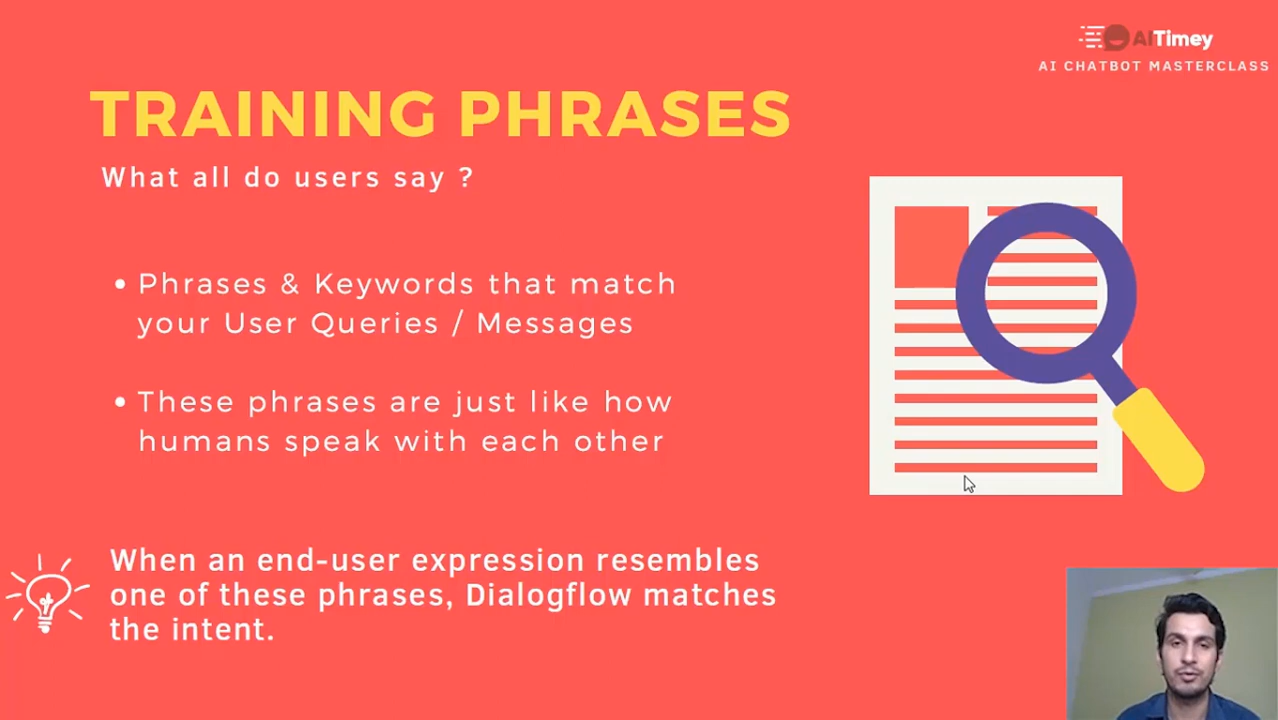 AITimey
AI CHATBOT MASTERCLASS
TRAINING PHRASES
What all do users say ?
• Phrases & Keywords that match
your User Queries / Messages
• These phrases are just like how
humans speak with each other
When an end-user expression resembles
one of these phrases, Dialogflow matches
the intent.